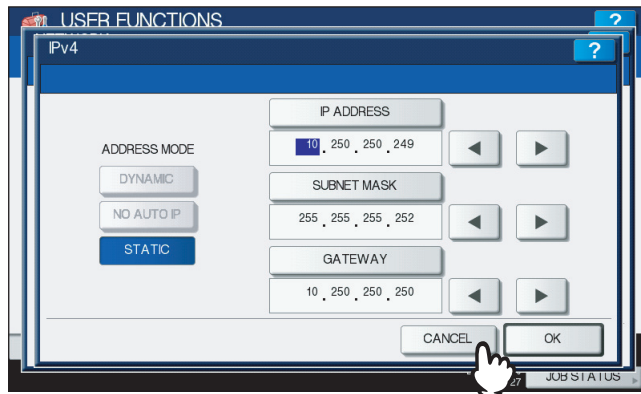 USER FUNCTIONS
?
IPv4
?
IP ADDRESS
ADDRESS MODE
10 . 250 . 250 . 249
DYNAMIC
SUBNET MASK
NO AUTO IP
255 . 255 . 255 . 252
STATIC
GATEWAY
10 . 250 . 250 . 250
CANCEL
OK
27
JOB STATUS